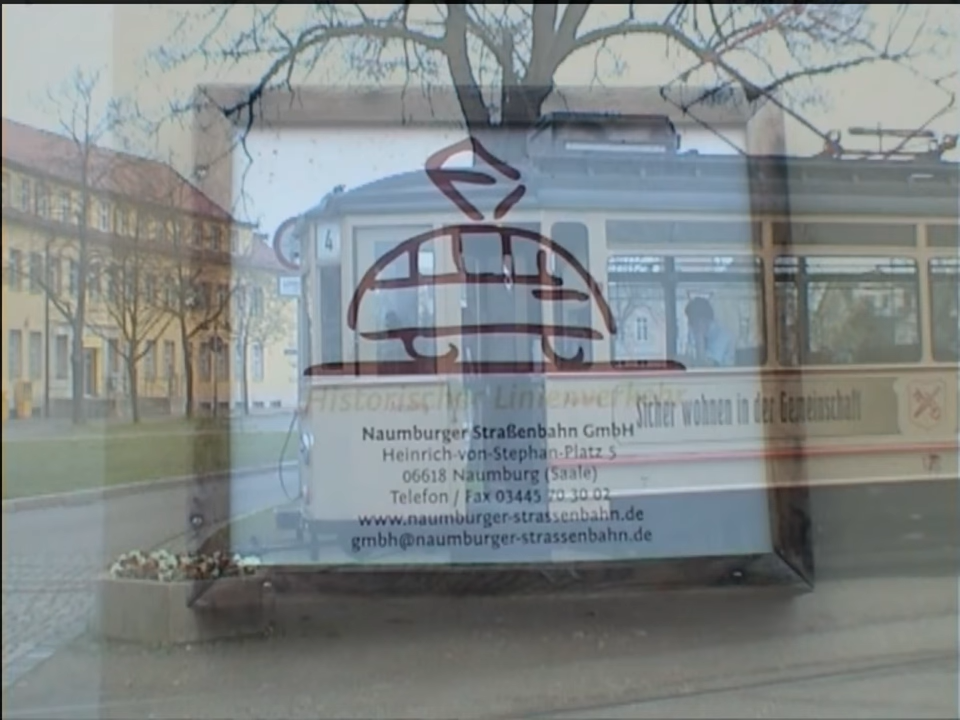 4
Historischer Linienverkehr
Sicher wohnen in der Gemeinschaft
Naumburger Straßenbahn GmbH
Heinrich-von-Stephan-Platz 5
06618 Naumburg (Saale)
Telefon / Fax 03445 70 30 02
www.naumburger-strassenbahn.de
gmbh@naumburger-strassenbahn.de